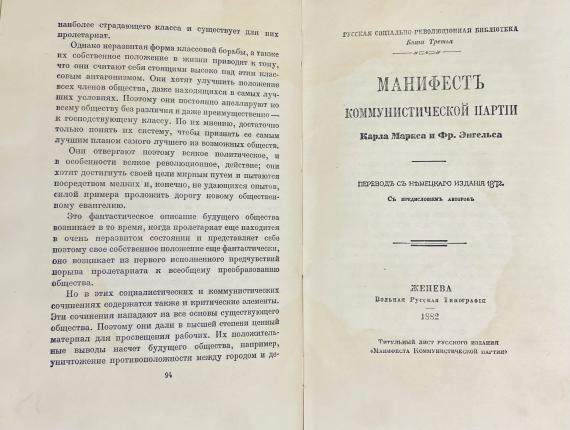 наиболее страдающего класса и существует для них
пролетариат.
Однако неразвитая форма классовой борьбы, а также
их собственное положение в жизни приводят к тому,
что они считают себя стоящими высоко над этим клас-
совым антагонизмом. Они хотят улучшить положение
всех членов общества, даже находящихся в самых луч-
ших условиях. Поэтому они постоянно апеллируют ко
всему обществу без различия и даже преимущественно —
к господствующему классу. По их мнению, достаточно
только понять их систему, чтобы признать ее самым
лучшим планом самого лучшего из возможных обществ.
Они отвергают поэтому всякое политическое, и
в особенности всякое революционное, действие; они
хотят достигнуть своей цели мирным путем и пытаются
посредством мелких и, конечно, не удающихся опытов,
силой примера проложить дорогу новому общественно-
му евангелию.
Это фантастическое описание будущего общества
возникает в то время, когда пролетариат еще находится
в очень неразвитом состоянии и представляет себе
поэтому свое собственное положение еще фантастически,
оно возникает из первого исполненного предчувствий
порыва пролетариата к всеобщему преобразованию
общества.
Но в этих социалистических и коммунистических
сочинениях содержатся также и критические элементы.
Эти сочинения нападают на все основы существующего
общества. Поэтому они дали в высшей степени ценный
материал для просвещения рабочих. Их положитель-
ные выводы насчет будущего общества, например,
уничтожение противоположности между городом и де-
94
РУССКАЯ СОЦІАЛЬНО-РЕВОЛЮЦІОННАЯ БИБЛІОТЕКА
Книга Третья
МАНИФЕСТЪ
КОММУНИСТИЧЕСКОЙ ПАРТІИ
Карла Маркса и Фр. Энгельса
ПЕРЕВОДЪ СЪ НѢМЕЦКАГО ИЗДАНІЯ 1872.
Съ предисловіемъ авторовъ
ЖЕНЕВА
Вольная Русская Типографія
1882
Титульный лист русского издания
«Манифеста Коммунистической партии»